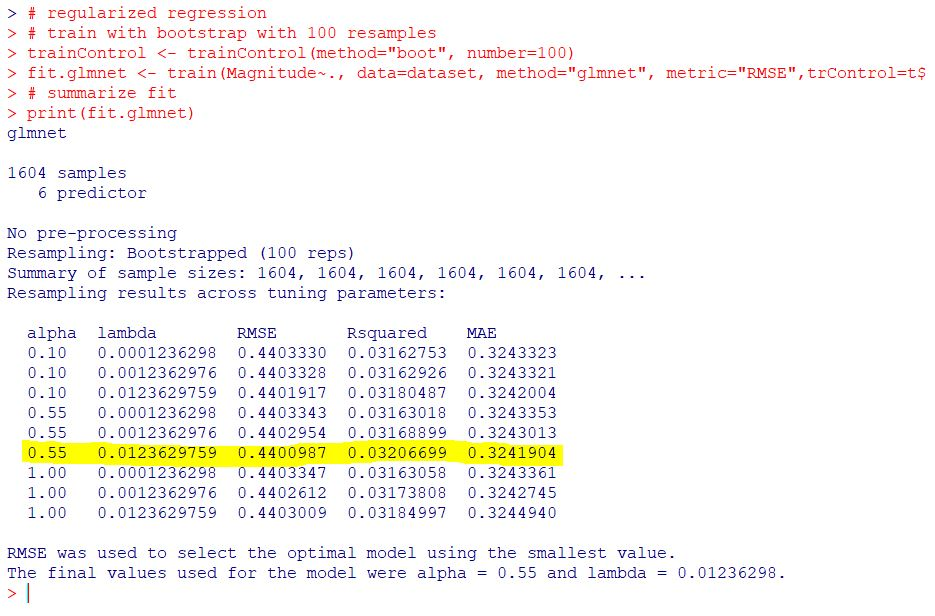 > # regularized regression
> # train with bootstrap with 100 resamples
> trainControl <- trainControl(method="boot", number=100)
> fit.glmnet <- train(Magnitude~., data=dataset, method="glmnet", metric="RMSE",trControl=t$
> # summarize fit
> print(fit.glmnet)
glmnet
1604 samples
6 predictor
No pre-processing
Resampling: Bootstrapped (100 reps)
Summary of sample sizes: 1604, 1604, 1604, 1604, 1604, 1604, ...
Resampling results across tuning parameters:
alpha lambda RMSE Rsquared MAE
0.10 0.0001236298 0.4403330 0.03162753 0.3243323
0.10 0.0012362976 0.4403328 0.03162926 0.3243321
0.10 0.0123629759 0.4401917 0.03180487 0.3242004
0.55 0.0001236298 0.4403343 0.03163018 0.3243353
0.55 0.0012362976 0.4402954 0.03168899 0.3243013
0.55 0.0123629759 0.4400987 0.03206699 0.3241904
1.00 0.0001236298 0.4403347 0.03163058 0.3243361
1.00 0.0012362976 0.4402612 0.03173808 0.3242745
1.00 0.0123629759 0.4403009 0.03184997 0.3244940
RMSE was used to select the optimal model using the smallest value.
The final values used for the model were alpha = 0.55 and lambda = 0.01236298.
>